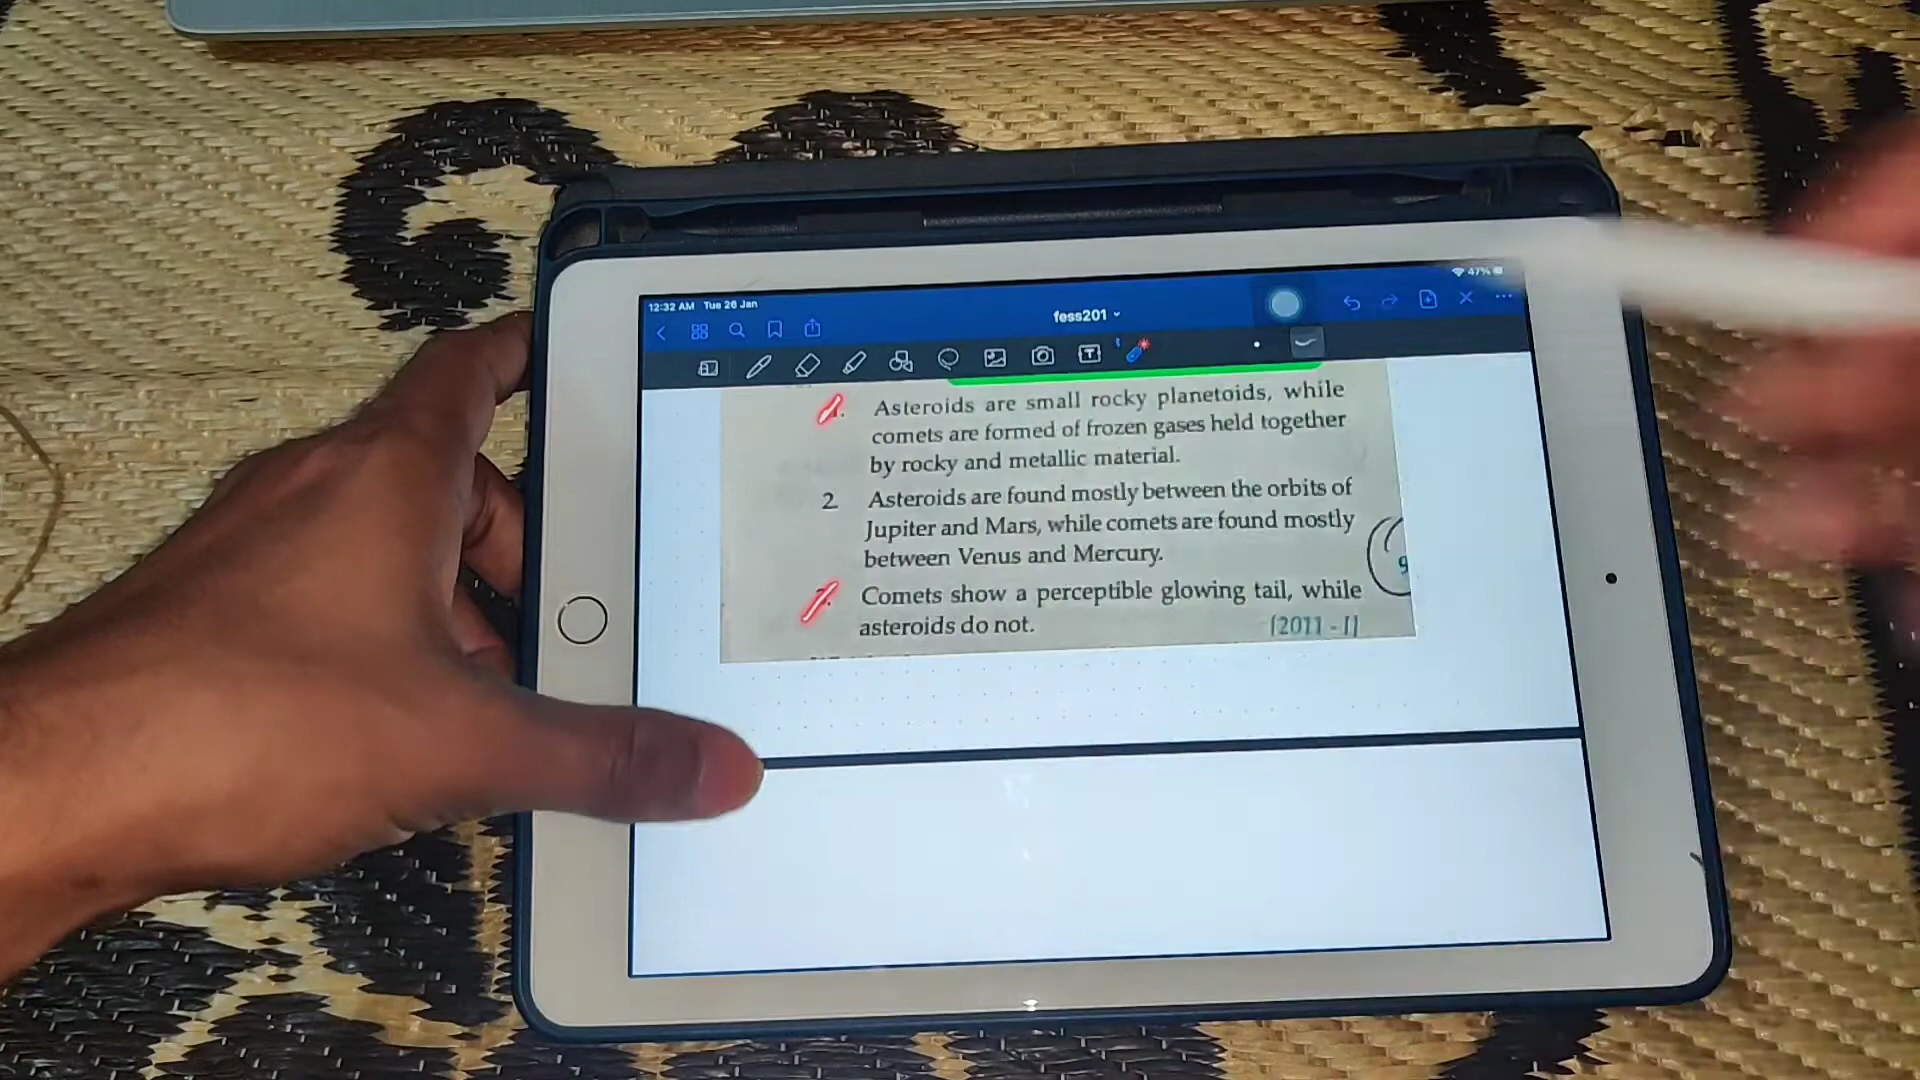 12:32 AM Tue 26 Jan
47%
fess201
Asteroids are small rocky planetoids, while
comets are formed of frozen gases held together
by rocky and metallic material.
2. Asteroids are found mostly between the orbits of
Jupiter and Mars, while comets are found mostly
between Venus and Mercury.
Comets show a perceptible glowing tail, while
asteroids do not. [2011 - I]